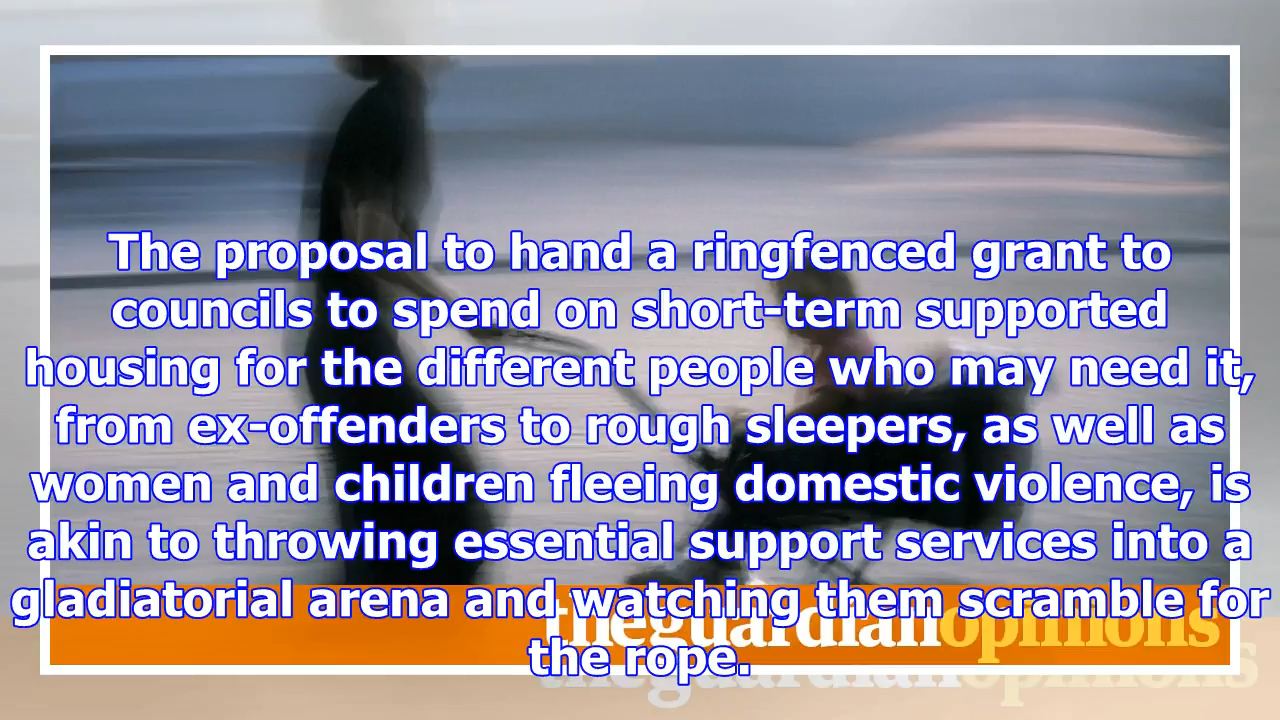 The proposal to hand a ringfenced grant to
councils to spend on short-term supported
housing for the different people who may need it,
from ex-offenders to rough sleepers, as well as
women and children fleeing domestic violence, is
akin to throwing essential support services into a
gladiatorial arena and watching them scramble for
the rope.
theguardianopinions
theguardianopinions